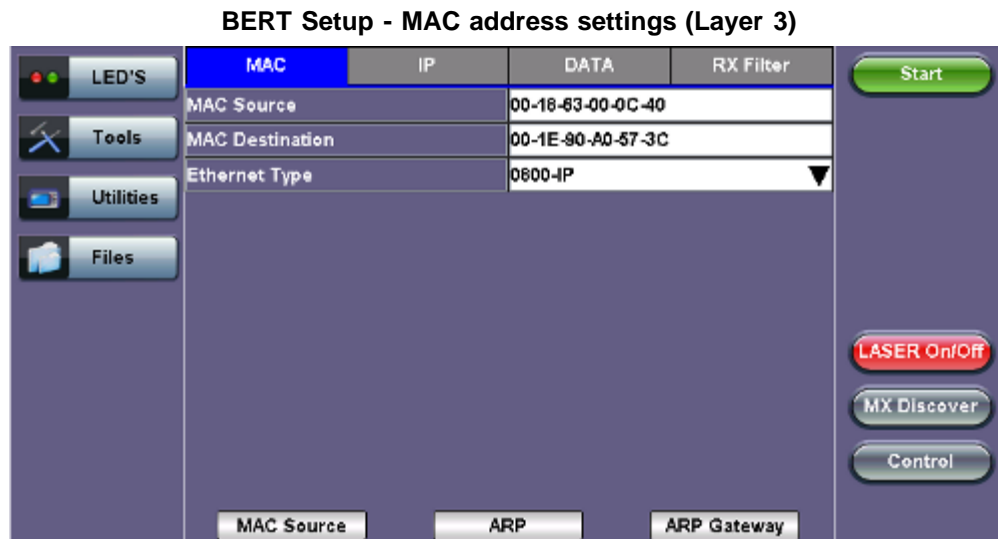 BERT Setup - MAC address settings (Layer 3)
LED'S
MAC
IP
DATA
RX Filter
Start
MAC Source
00-18-63-00-0C-40
Tools
MAC Destination
00-1E-90-A0-57-3C
Ethernet Type
0800-IP
Utilities
Files
LASER On/Off
MX Discover
Control
MAC Source
ARP
ARP Gateway